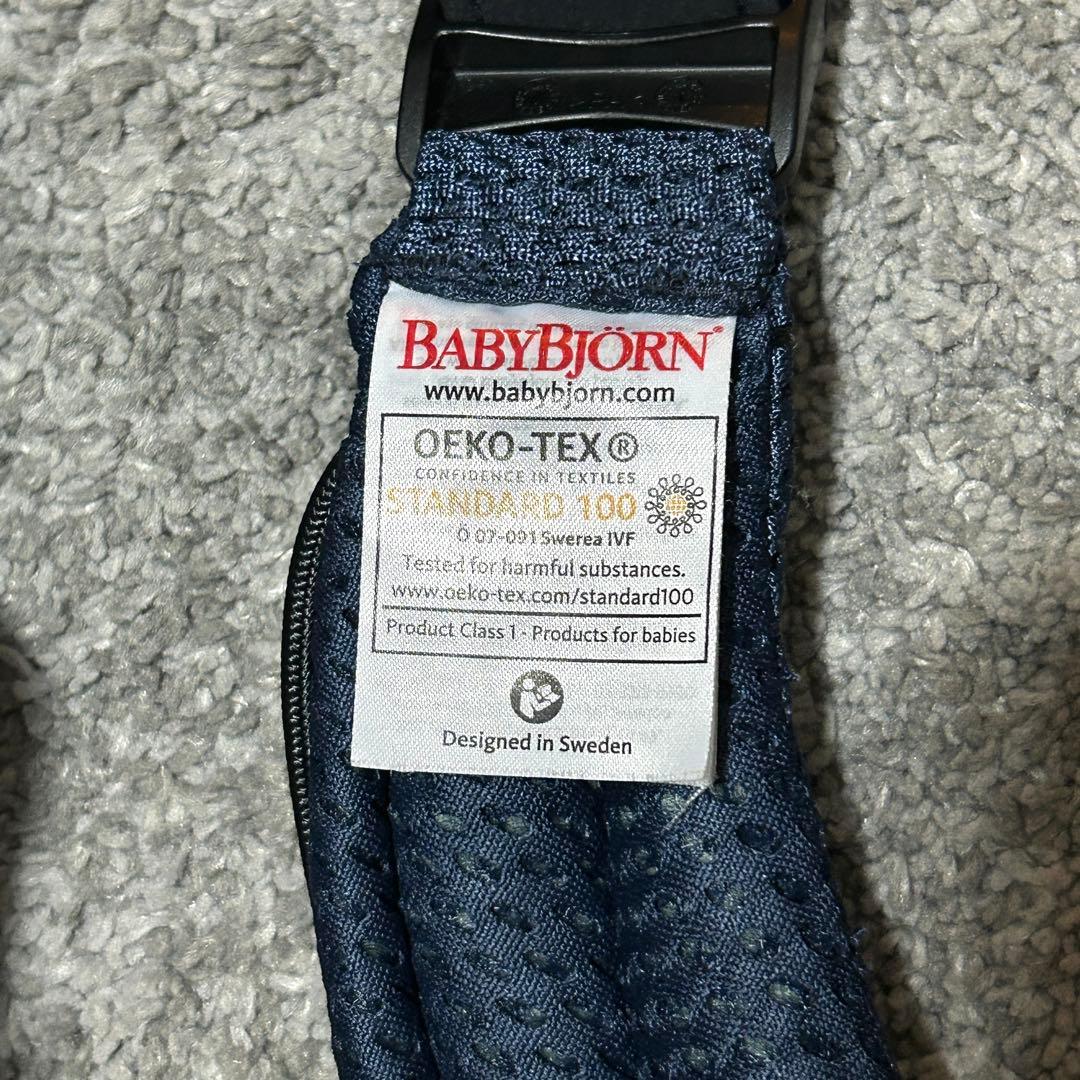 BABYBJÖRN®
www.babybjorn.com
OEKO-TEX®
CONFIDENCE IN TEXTILES
STANDARD 100
Ö 07-091 Swerea IVF
Tested for harmful substances.
www.oeko-tex.com/standard100
Product Class 1 - Products for babies
Designed in Sweden